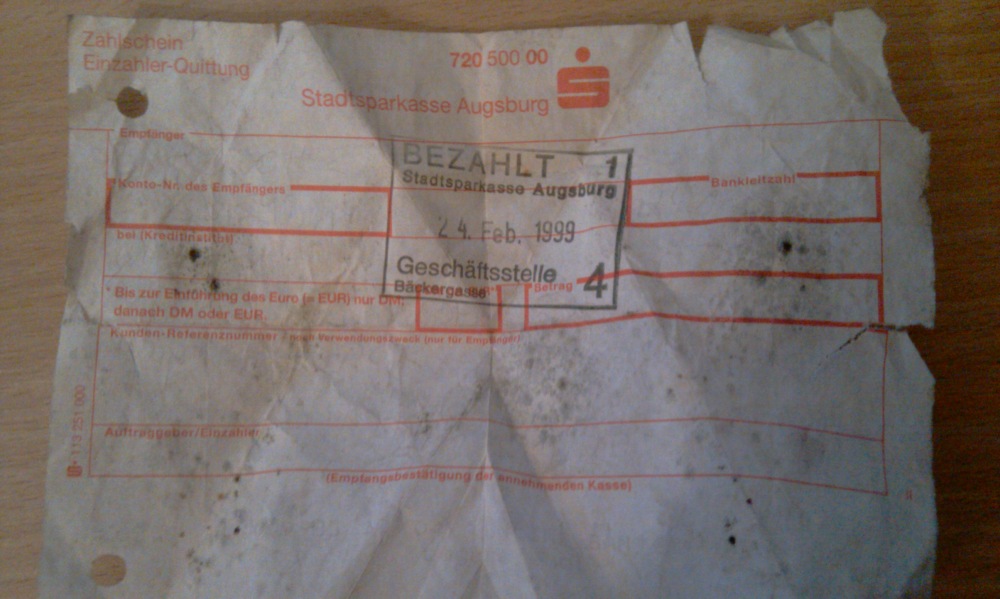 Zahlschein
Einzahler-Quittung
720 500 00
Stadtsparkasse Augsburg
Empfänger
BEZAHLT 1
Stadtsparkasse Augsburg
24. Feb. 1999
Geschäftsstelle
Bäckergasse 4
Konto-Nr. des Empfängers
Bankleitzahl
bei (Kreditinstitut)
* Bis zur Einführung des Euro (= EUR) nur DM;
danach DM oder EUR.
Betrag
Kunden-Referenznummer - noch Verwendungszweck (nur für Empfänger)
Auftraggeber/Einzahler
(Empfangsbestätigung der annehmenden Kasse)